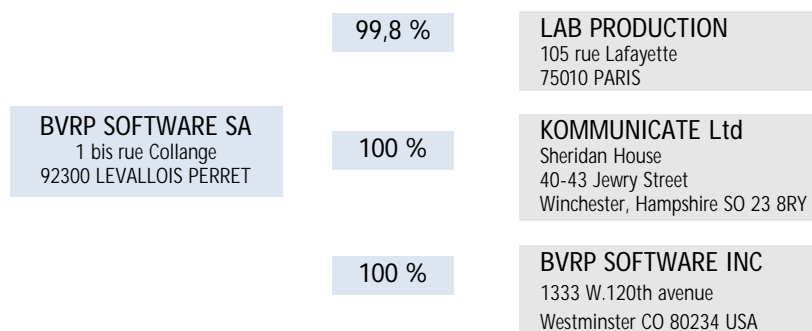 99,8 %
LAB PRODUCTION
105 rue Lafayette
75010 PARIS
BVRP SOFTWARE SA
1 bis rue Collange
92300 LEVALLOIS PERRET
100 %
KOMMUNICATE Ltd
Sheridan House
40-43 Jewry Street
Winchester, Hampshire SO 23 8RY
100 %
BVRP SOFTWARE INC
1333 W.120th avenue
Westminster CO 80234 USA